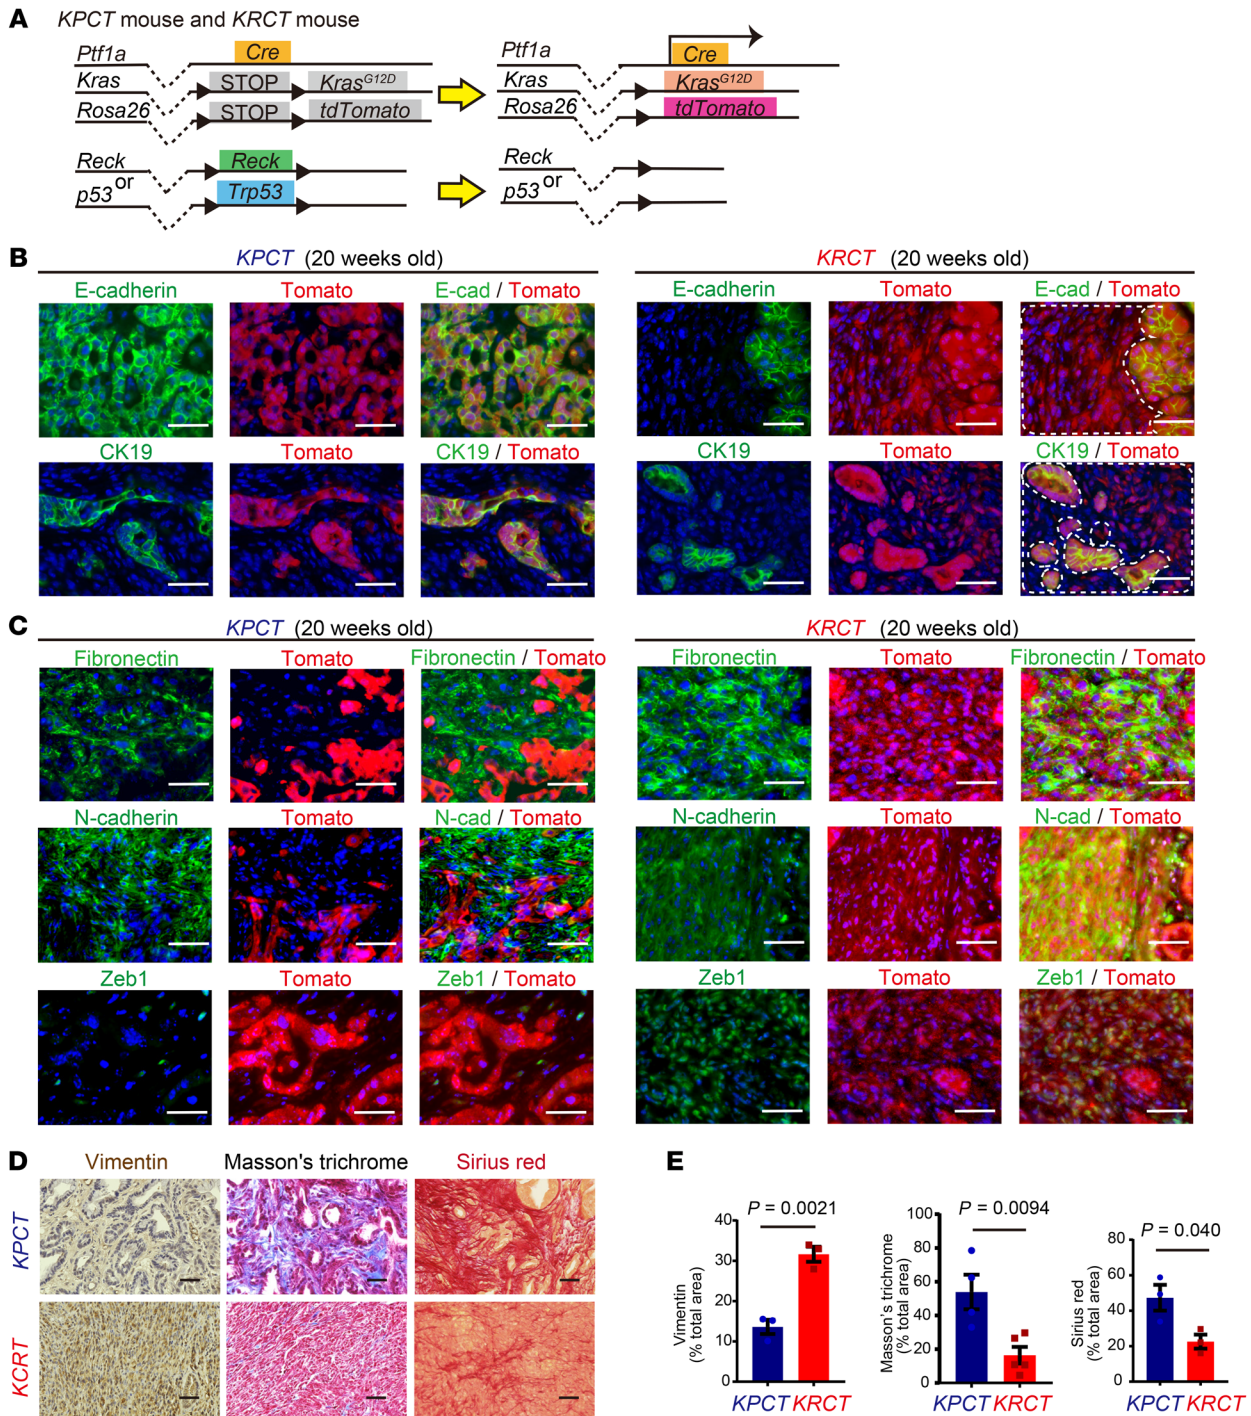 A
KPCT mouse and KRCT mouse
Ptf1a Cre
Kras STOP KrasG12D
Rosa26 STOP tdTomato
Reck Reck
or
p53 Trp53
Ptf1a Cre
Kras KrasG12D
Rosa26 tdTomato
Reck
or
p53
B
KPCT (20 weeks old)
E-cadherin Tomato E-cad / Tomato
CK19 Tomato CK19 / Tomato
KRCT (20 weeks old)
E-cadherin Tomato E-cad / Tomato
CK19 Tomato CK19 / Tomato
C
KPCT (20 weeks old)
Fibronectin Tomato Fibronectin / Tomato
N-cadherin Tomato N-cad / Tomato
Zeb1 Tomato Zeb1 / Tomato
KRCT (20 weeks old)
Fibronectin Tomato Fibronectin / Tomato
N-cadherin Tomato N-cad / Tomato
Zeb1 Tomato Zeb1 / Tomato
D
Vimentin Masson's trichrome Sirius red
KPCT
KCRT
E
P = 0.0021
Vimentin
(% total area)
40
30
20
10
0
KPCT KRCT
P = 0.0094
Masson's trichrome
(% total area)
100
80
60
40
20
0
KPCT KRCT
P = 0.040
Sirius red
(% total area)
80
60
40
20
0
KPCT KRCT